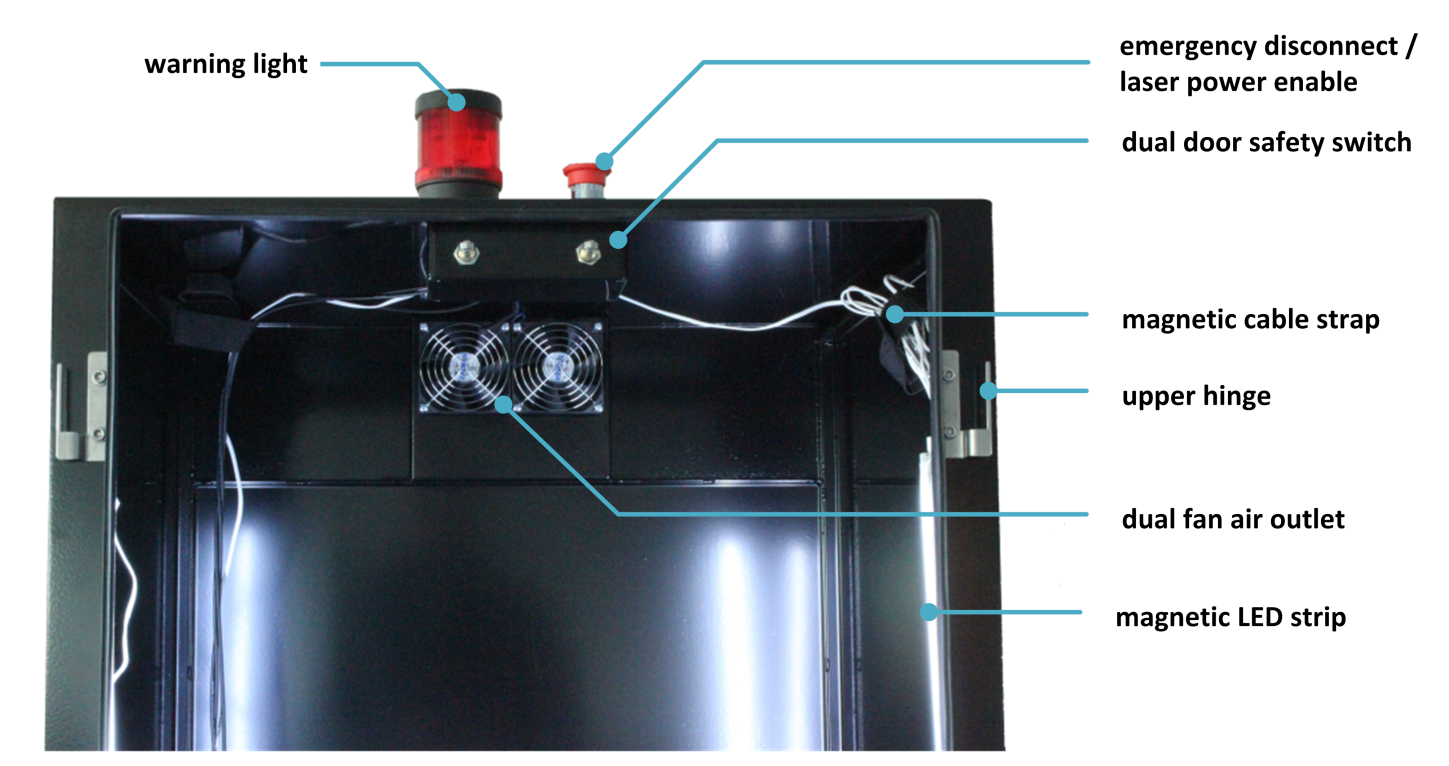 warning light
emergency disconnect /
laser power enable
dual door safety switch
magnetic cable strap
upper hinge
dual fan air outlet
magnetic LED strip